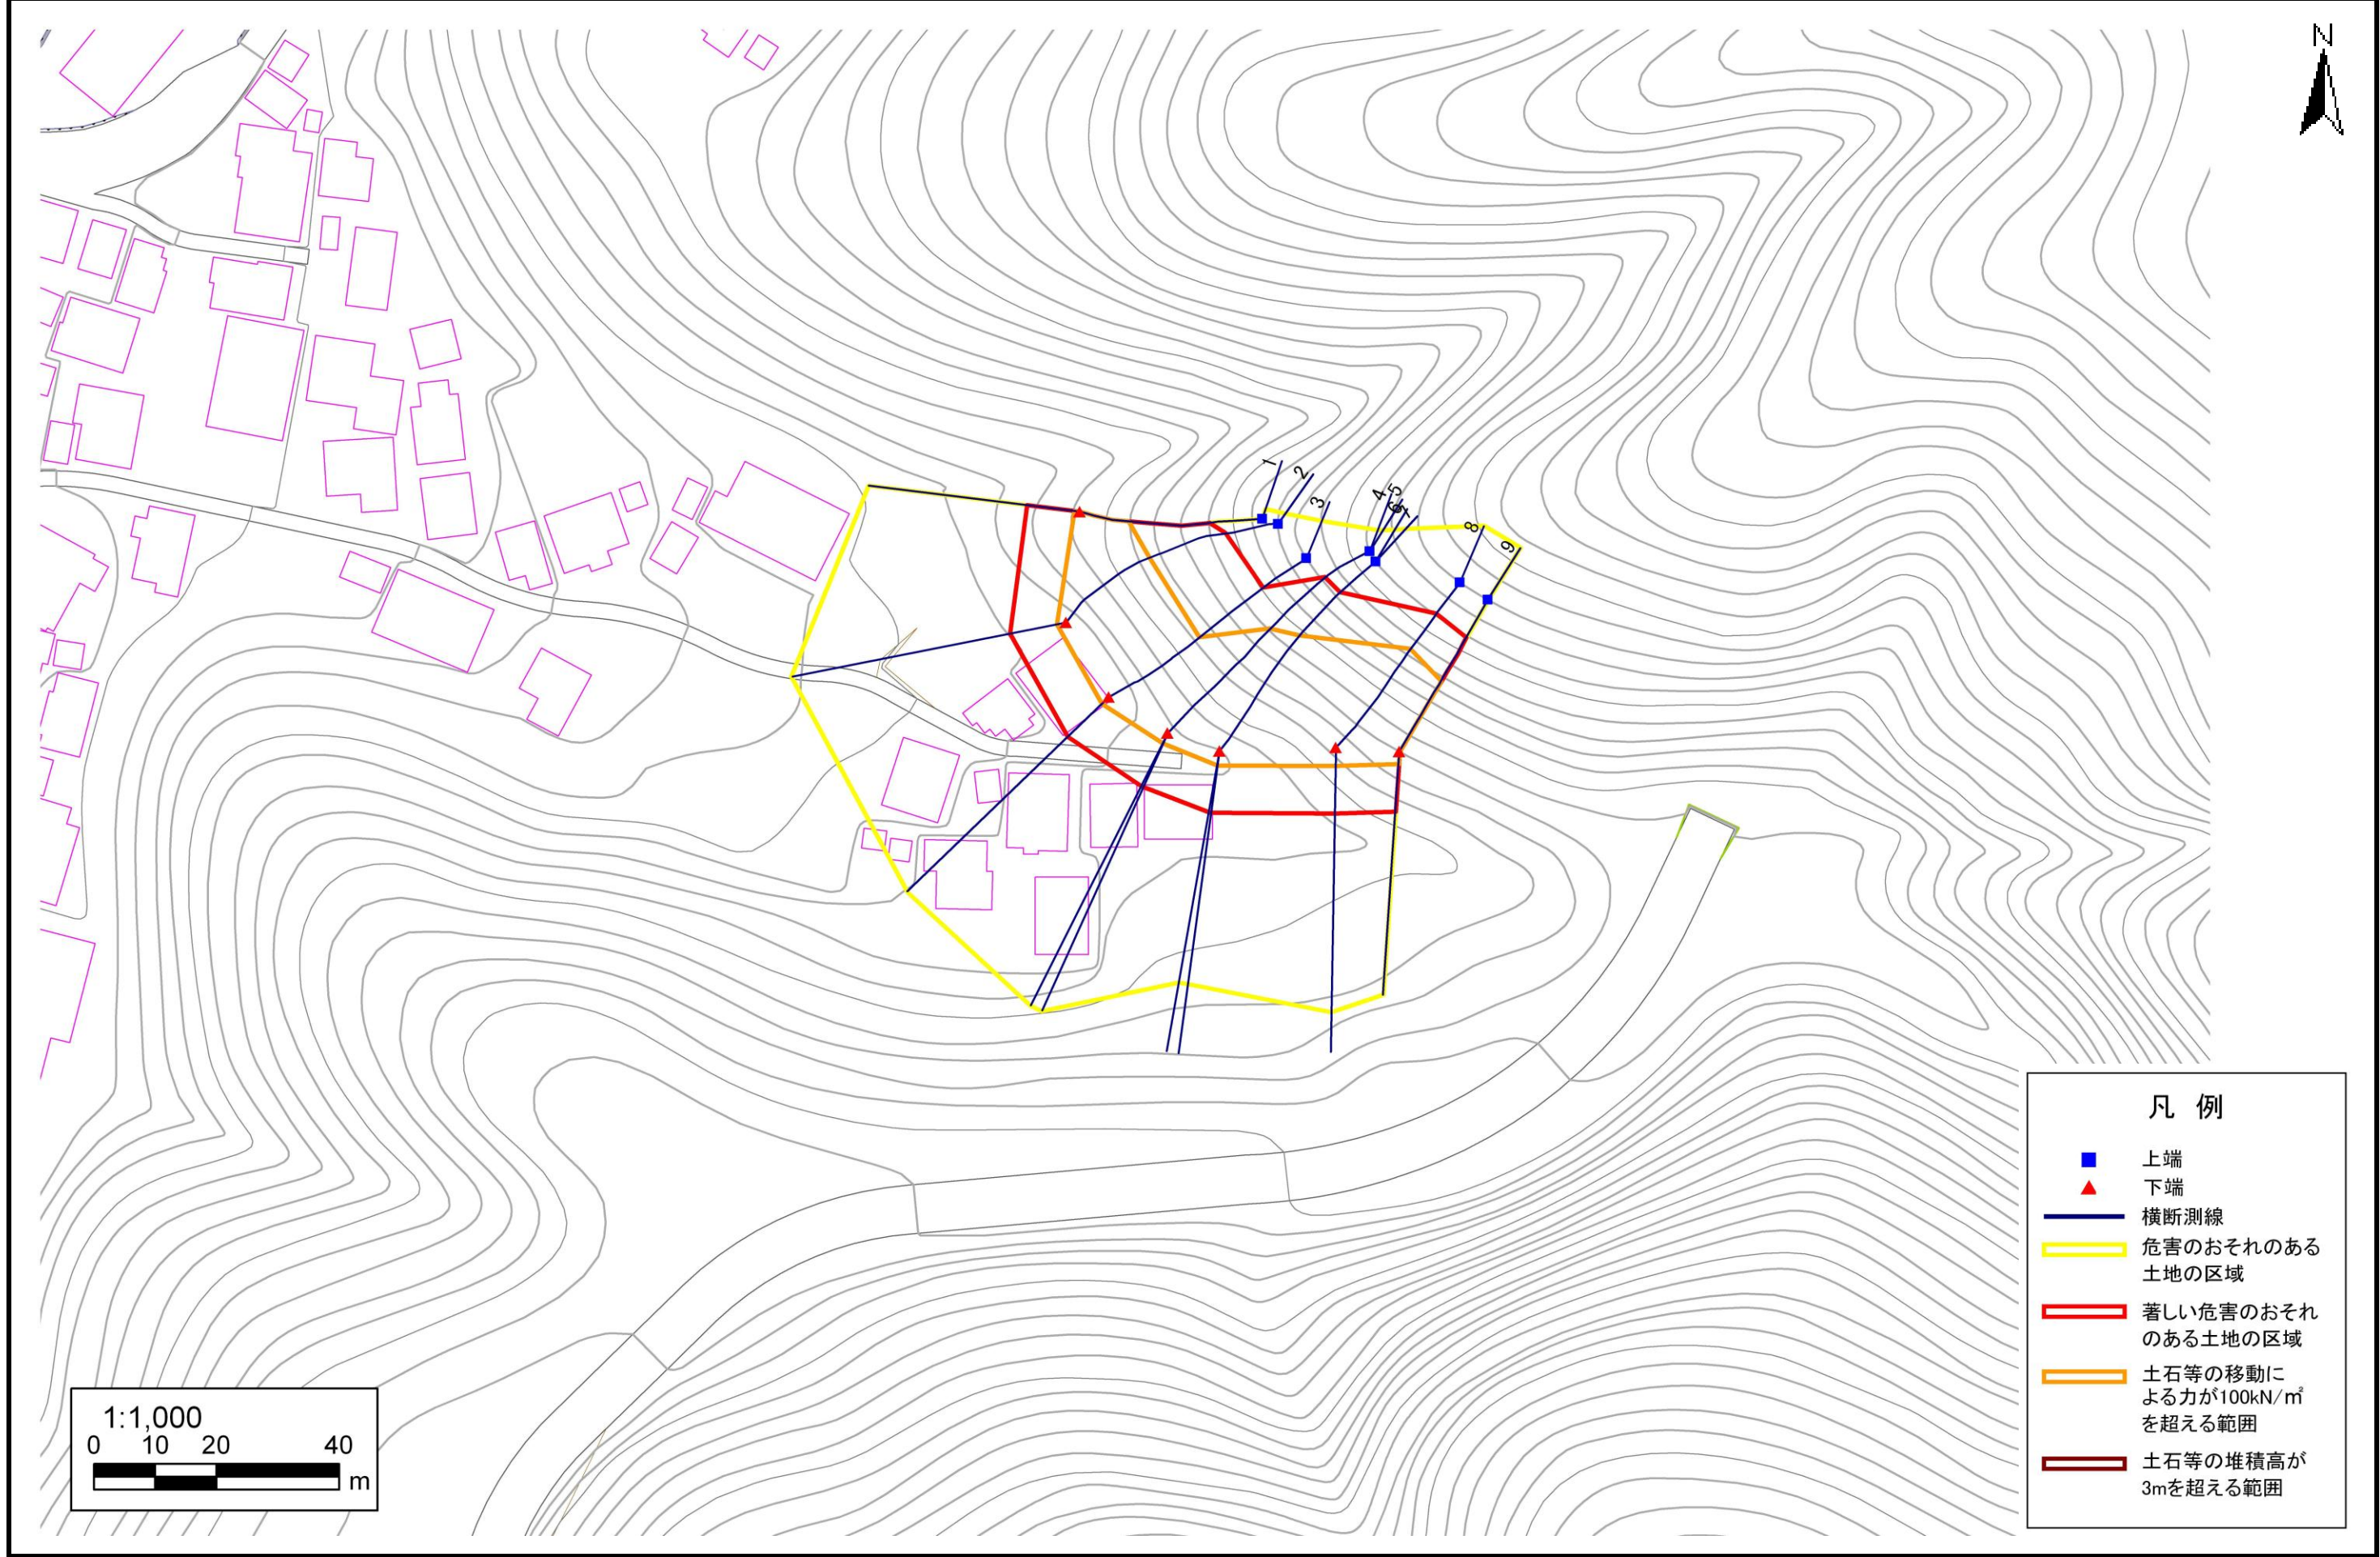 N
1
2
3
4
5
6
7
8
9
凡 例
上端
下端
横断測線
危害のおそれのある
土地の区域
著しい危害のおそれ
のある土地の区域
土石等の移動に
よる力が100kN/㎡
を超える範囲
土石等の堆積高が
3mを超える範囲
1:1,000
0 10 20 40
m